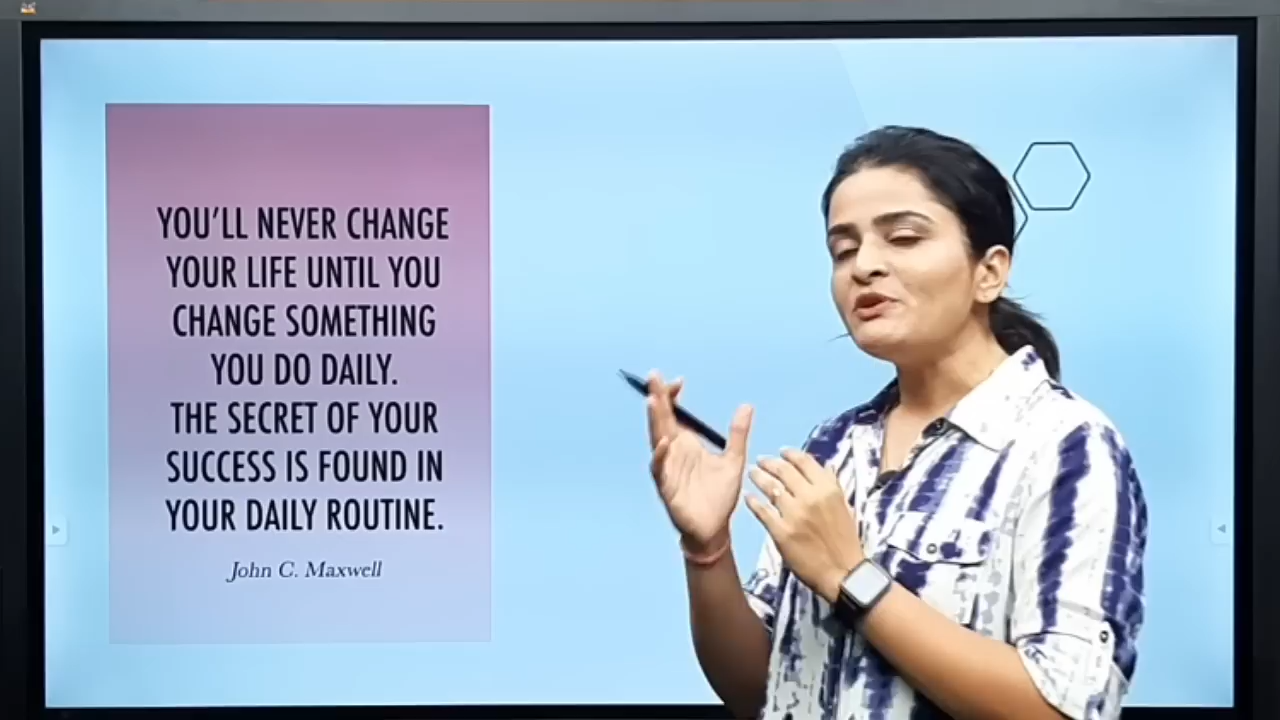 YOU'LL NEVER CHANGE
YOUR LIFE UNTIL YOU
CHANGE SOMETHING
YOU DO DAILY.
THE SECRET OF YOUR
SUCCESS IS FOUND IN
YOUR DAILY ROUTINE.
John C. Maxwell